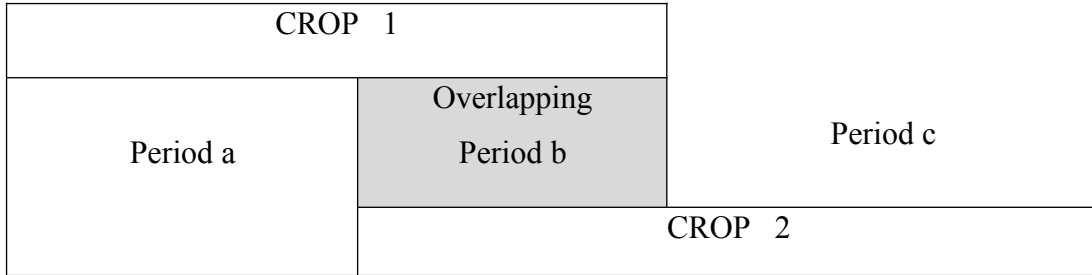 CROP 1
Overlapping
Period a
Period b
Period c
CROP 2